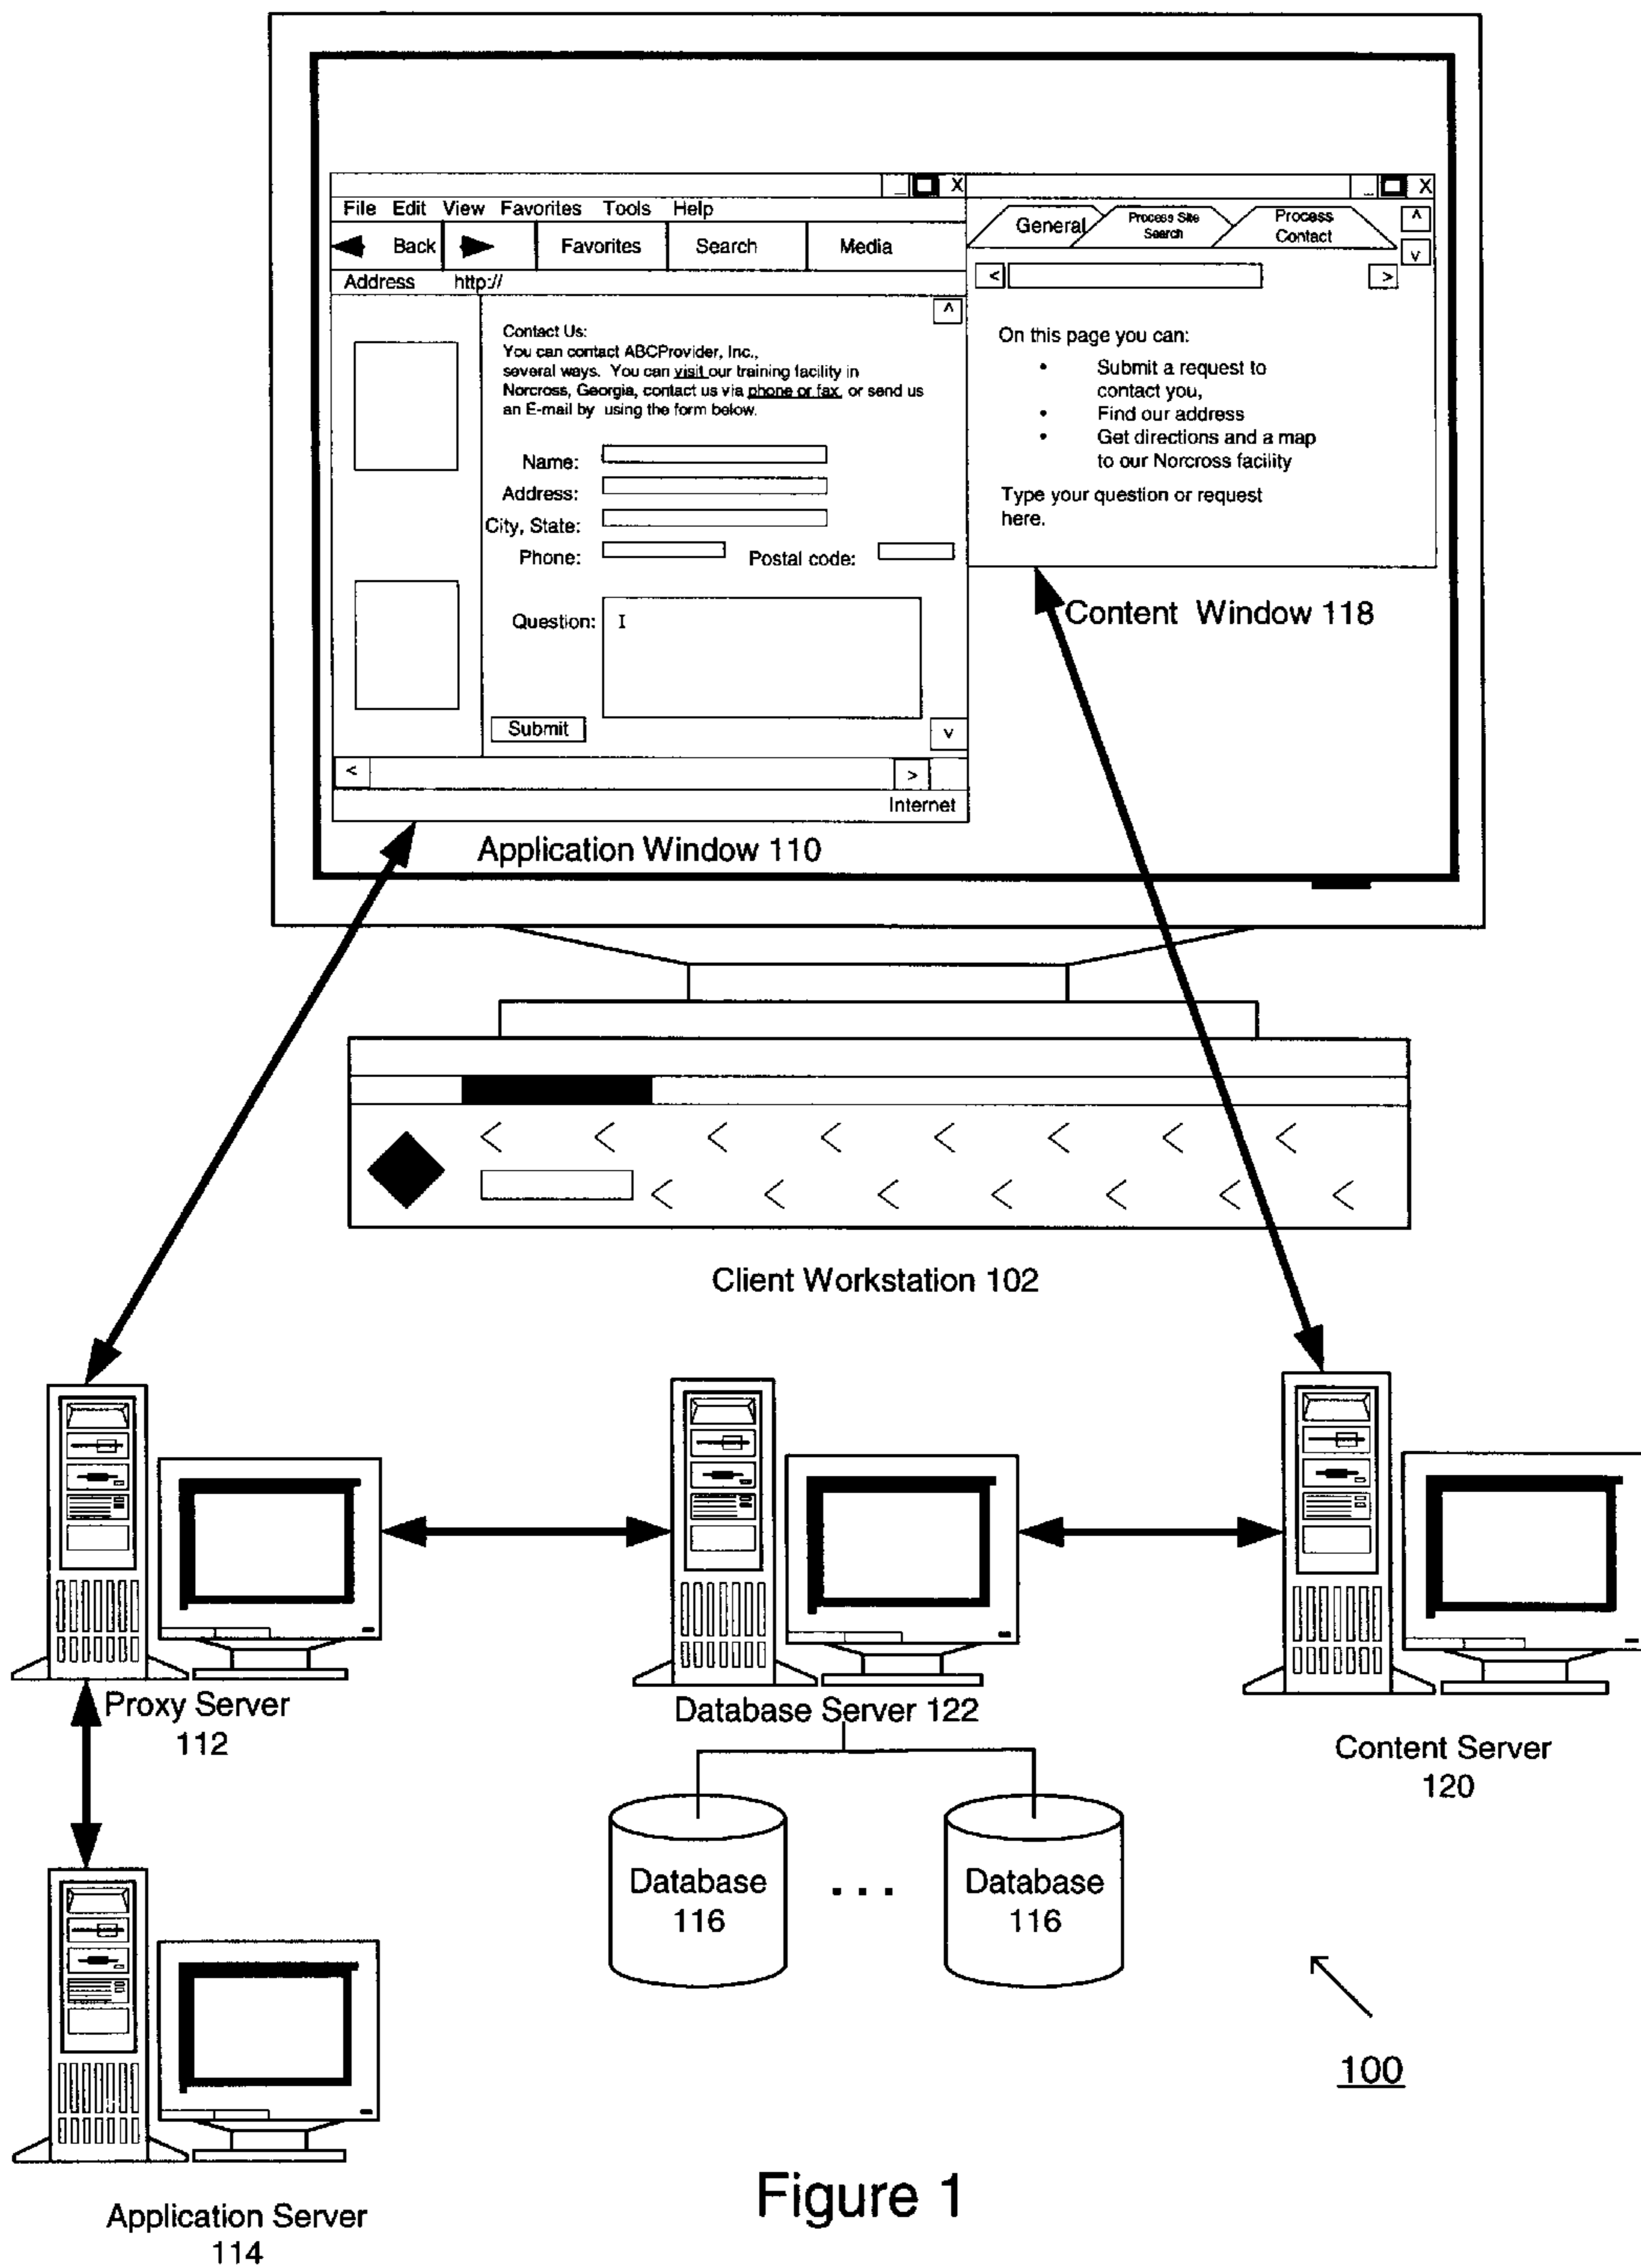 File Edit View Favorites Tools Help
Back Favorites Search Media
Address http://
Contact Us:
You can contact ABCProvider, Inc.,
several ways. You can visit our training facility in
Norcross, Georgia, contact us via phone or fax, or send us
an E-mail by using the form below.
Name:
Address:
City, State:
Phone: Postal code:
Question: I
Submit
Internet
Application Window 110
X
X
General
Process Site
Search
Process
Contact
On this page you can:
• Submit a request to
contact you,
• Find our address
• Get directions and a map
to our Norcross facility
Type your question or request
here.
Content Window 118
Client Workstation 102
Proxy Server
112
Database Server 122
Content Server
120
Database
116
. . .
Database
116
100
Application Server
114
Figure 1